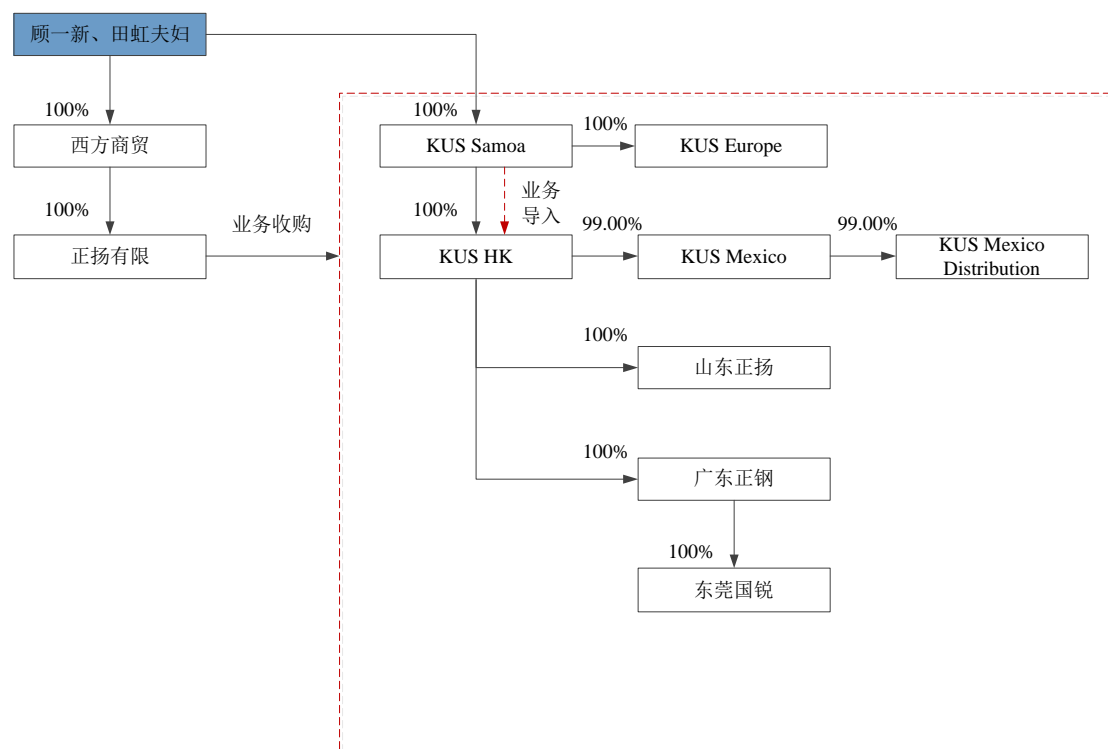 顾一新、田虹夫妇
100%
100%
100%
西方商贸
KUS Samoa
KUS Europe
100%
100%
业务
导入
业务收购
99.00%
99.00%
正扬有限
KUS HK
KUS Mexico
KUS Mexico
Distribution
100%
山东正扬
100%
广东正钢
100%
东莞国锐